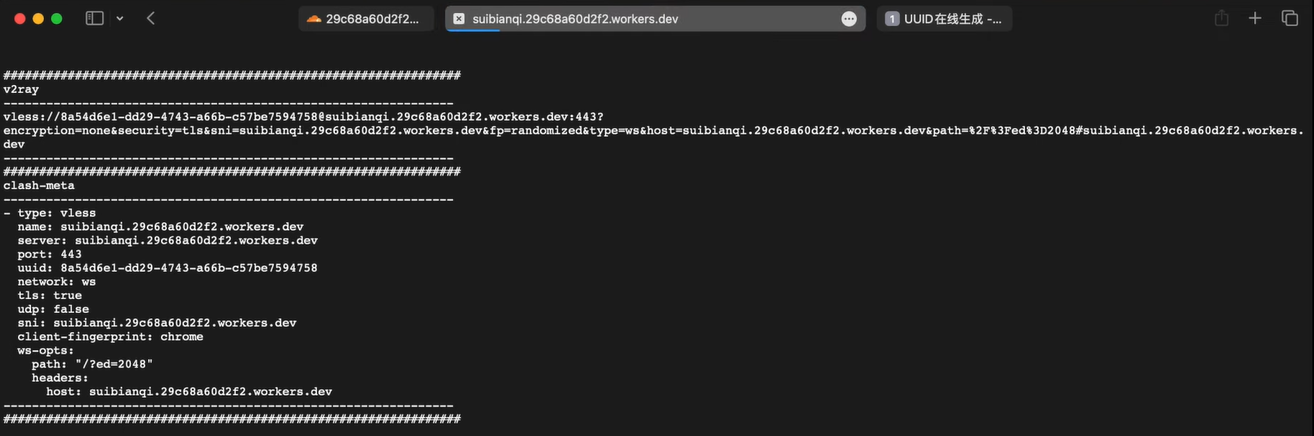 29c68a60d2f2...
suibianqi.29c68a60d2f2.workers.dev
1 UUID在线生成 -...
################################################################
v2ray
---------------------------------------------------------------
vless://8a54d6e1-dd29-4743-a66b-c57be7594758@suibianqi.29c68a60d2f2.workers.dev:443?
encryption=none&security=tls&sni=suibianqi.29c68a60d2f2.workers.dev&fp=randomized&type=ws&host=suibianqi.29c68a60d2f2.workers.dev&path=%2F%3Fed%3D2048#suibianqi.29c68a60d2f2.workers.
dev
---------------------------------------------------------------
################################################################
clash-meta
---------------------------------------------------------------
- type: vless
  name: suibianqi.29c68a60d2f2.workers.dev
  server: suibianqi.29c68a60d2f2.workers.dev
  port: 443
  uuid: 8a54d6e1-dd29-4743-a66b-c57be7594758
  network: ws
  tls: true
  udp: false
  sni: suibianqi.29c68a60d2f2.workers.dev
  client-fingerprint: chrome
  ws-opts:
    path: "/?ed=2048"
    headers:
      host: suibianqi.29c68a60d2f2.workers.dev
---------------------------------------------------------------
################################################################